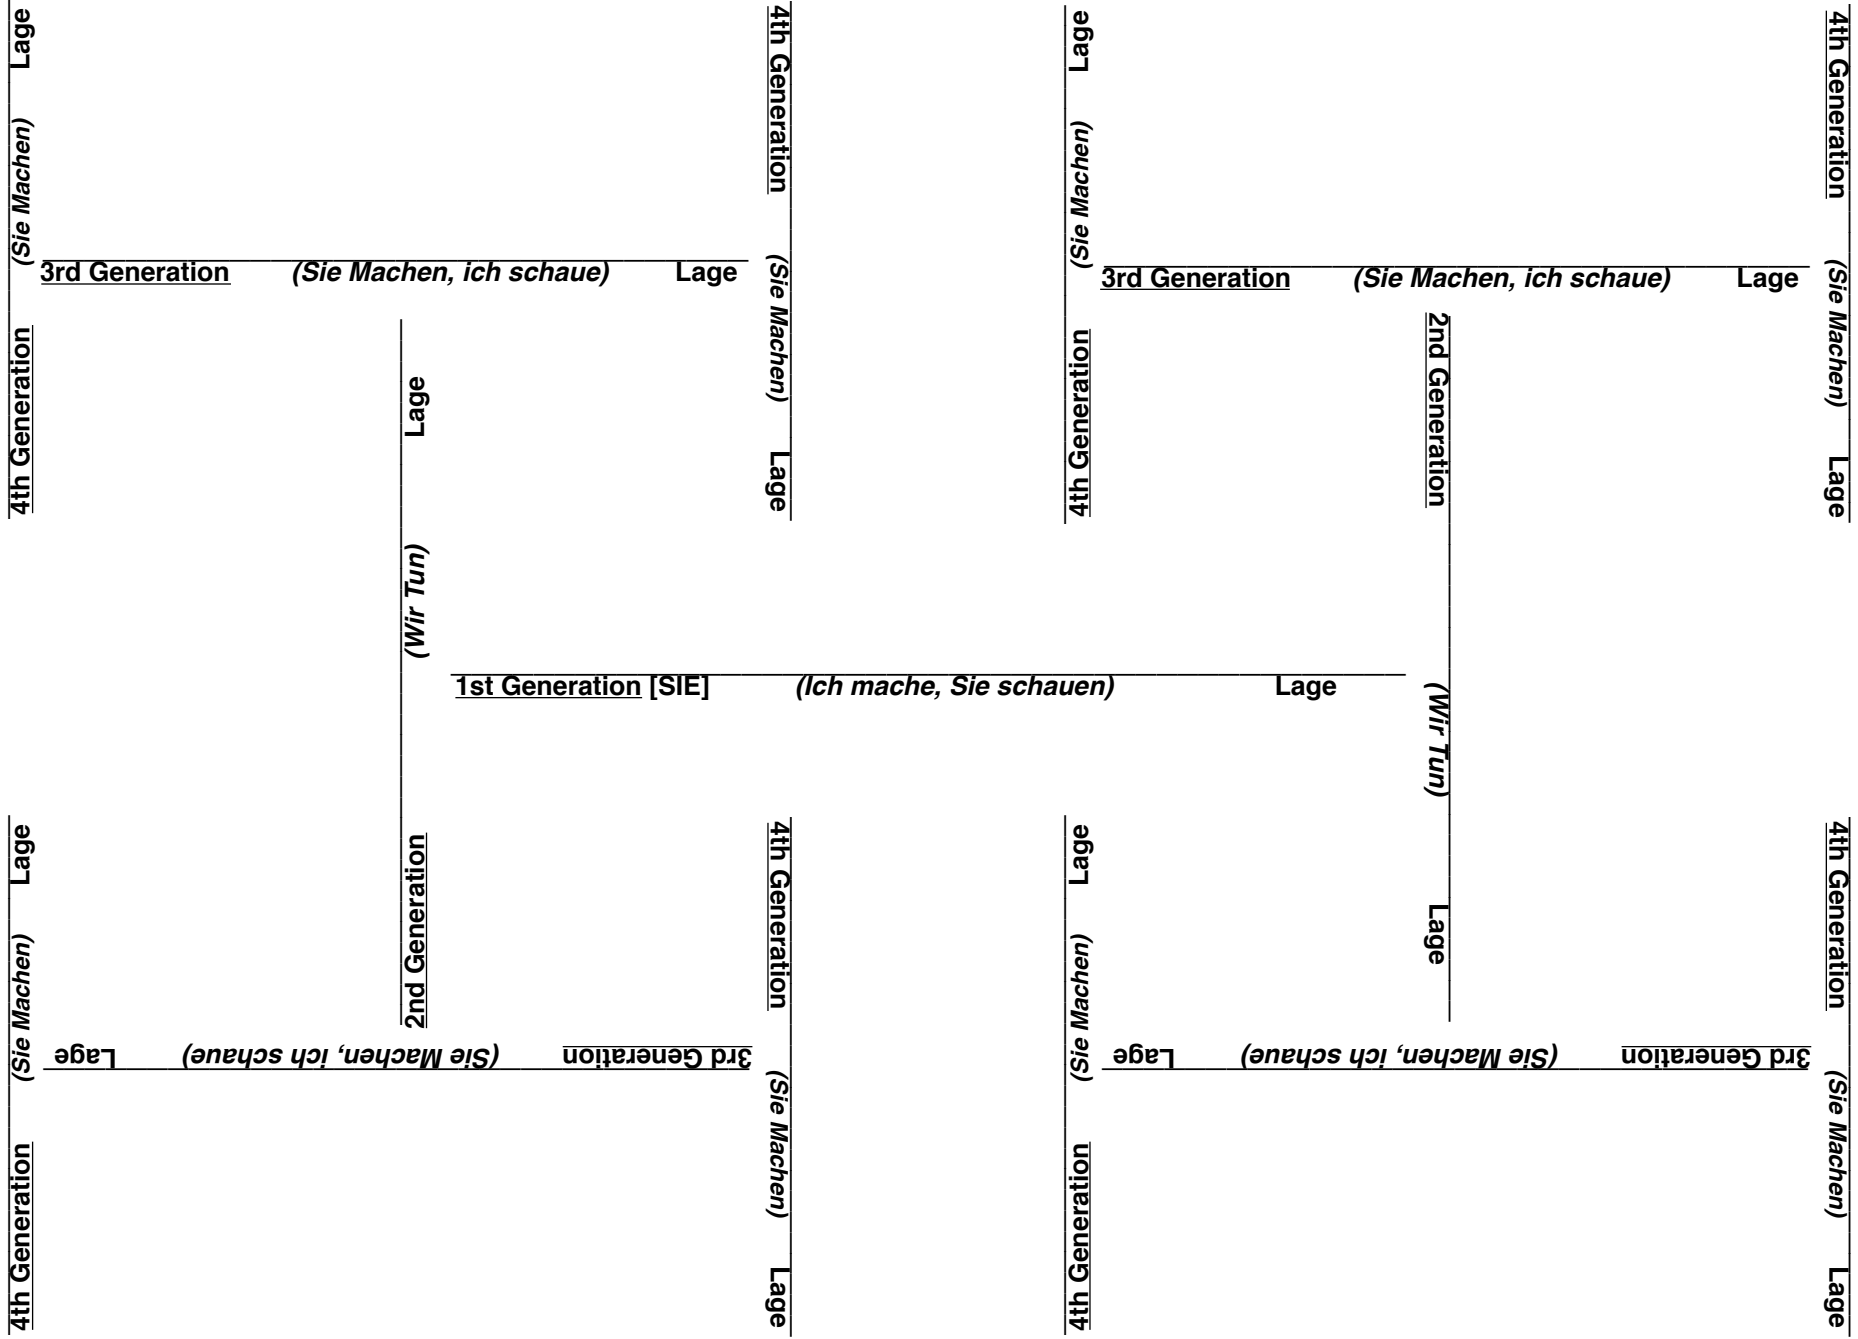 4th Generation (Sie Machen) Lage
3rd Generation (Sie Machen, ich schaue) Lage
4th Generation (Sie Machen) Lage
4th Generation (Sie Machen) Lage
3rd Generation (Sie Machen, ich schaue) Lage
4th Generation (Sie Machen) Lage
2nd Generation (Wir Tun) Lage
1st Generation [SIE] (Ich mache, Sie schauen) Lage
2nd Generation (Wir Tun) Lage
4th Generation (Sie Machen) Lage
3rd Generation (Sie Machen, ich schaue) Lage
4th Generation (Sie Machen) Lage
4th Generation (Sie Machen) Lage
3rd Generation (Sie Machen, ich schaue) Lage
4th Generation (Sie Machen) Lage